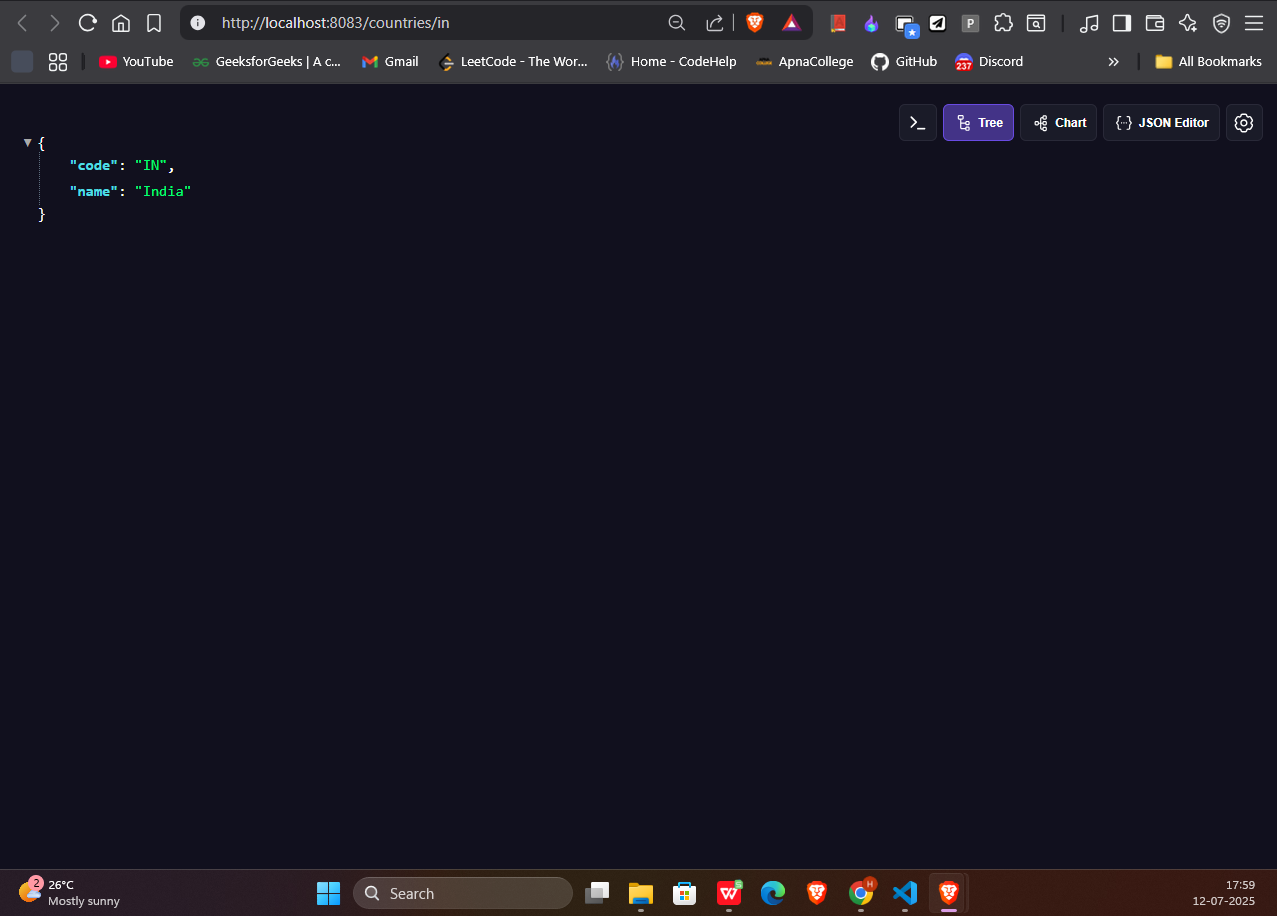 http://localhost:8083/countries/in
P
YouTube
GeeksforGeeks | A c...
Gmail
LeetCode - The Wor...
Home - CodeHelp
ApnaCollege
GitHub
237
Discord
»
All Bookmarks
Tree
Chart
JSON Editor
{
"code": "IN",
"name": "India"
}
2
26°C
Mostly sunny
Search
W
S
H
17:59
12-07-2025